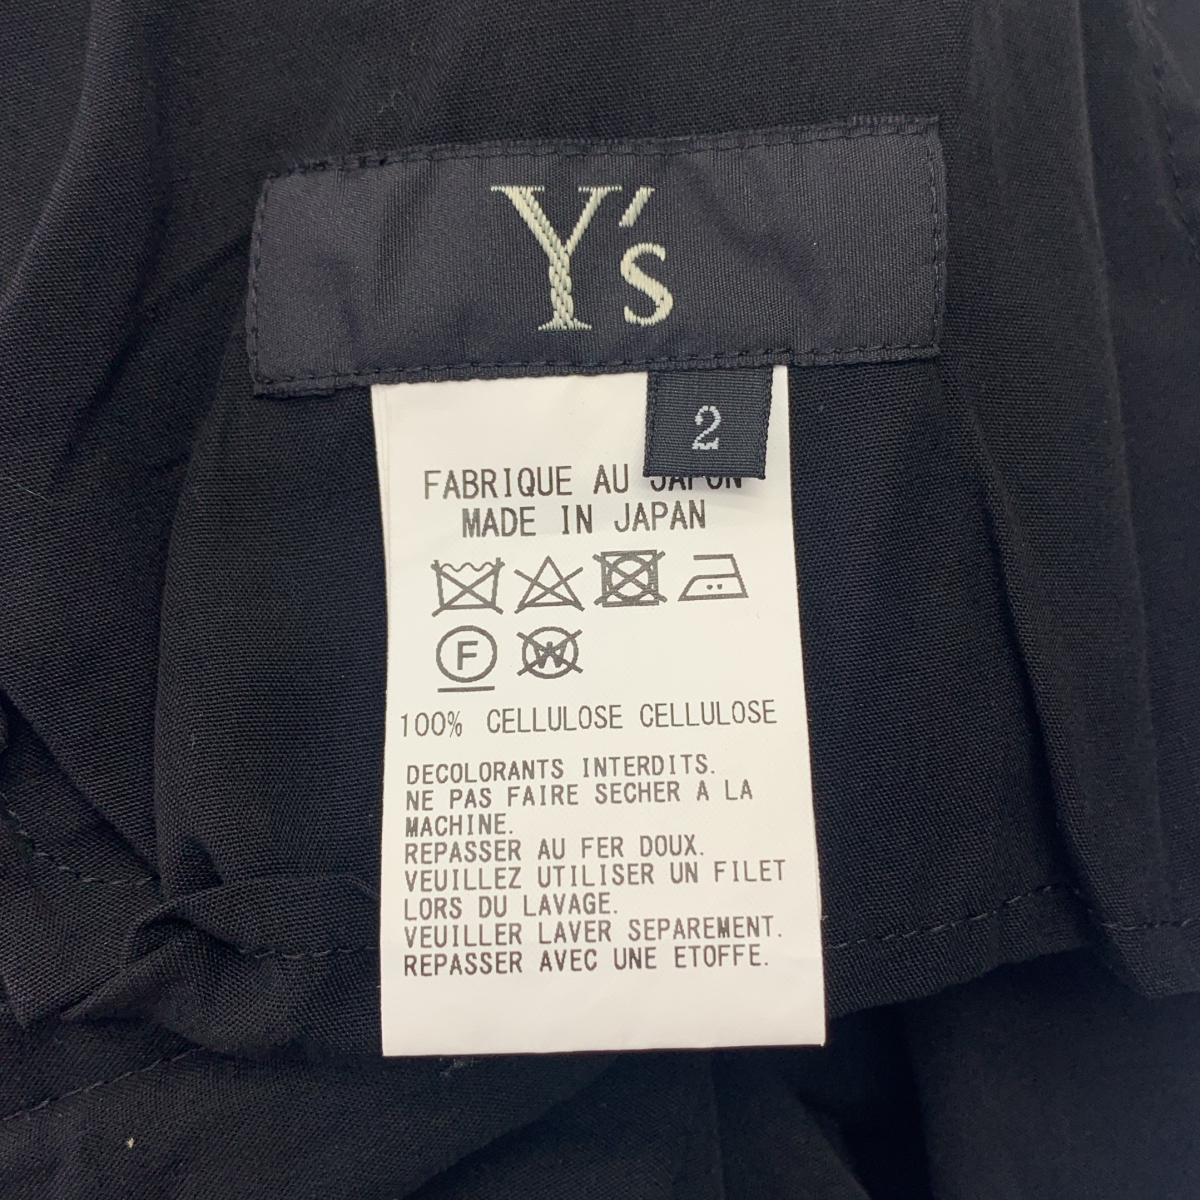 Y's
2
FABRIQUE AU JAPON
MADE IN JAPAN
F W
100% CELLULOSE CELLULOSE
DECOLORANTS INTERDITS.
NE PAS FAIRE SECHER A LA
MACHINE.
REPASSER AU FER DOUX.
VEUILLEZ UTILISER UN FILET
LORS DU LAVAGE.
VEUILLER LAVER SEPAREMENT.
REPASSER AVEC UNE ETOFFE.